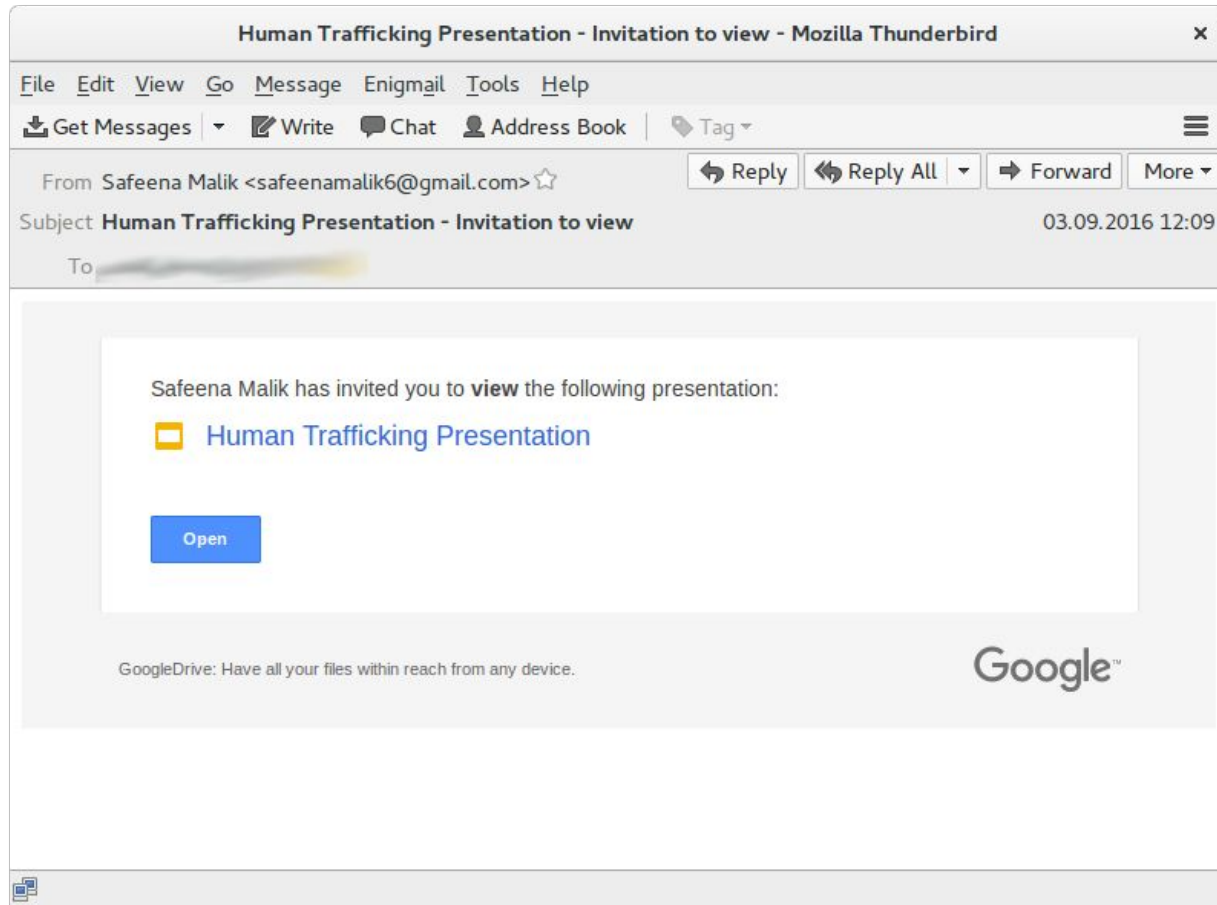 Human Trafficking Presentation - Invitation to view - Mozilla Thunderbird ×
File Edit View Go Message Enigmail Tools Help
Get Messages Write Chat Address Book Tag
From Safeena Malik <safeenamalik6@gmail.com> Reply Reply All Forward More
Subject Human Trafficking Presentation - Invitation to view 03.09.2016 12:09
To
Safeena Malik has invited you to view the following presentation:
Human Trafficking Presentation
Open
GoogleDrive: Have all your files within reach from any device. Google™